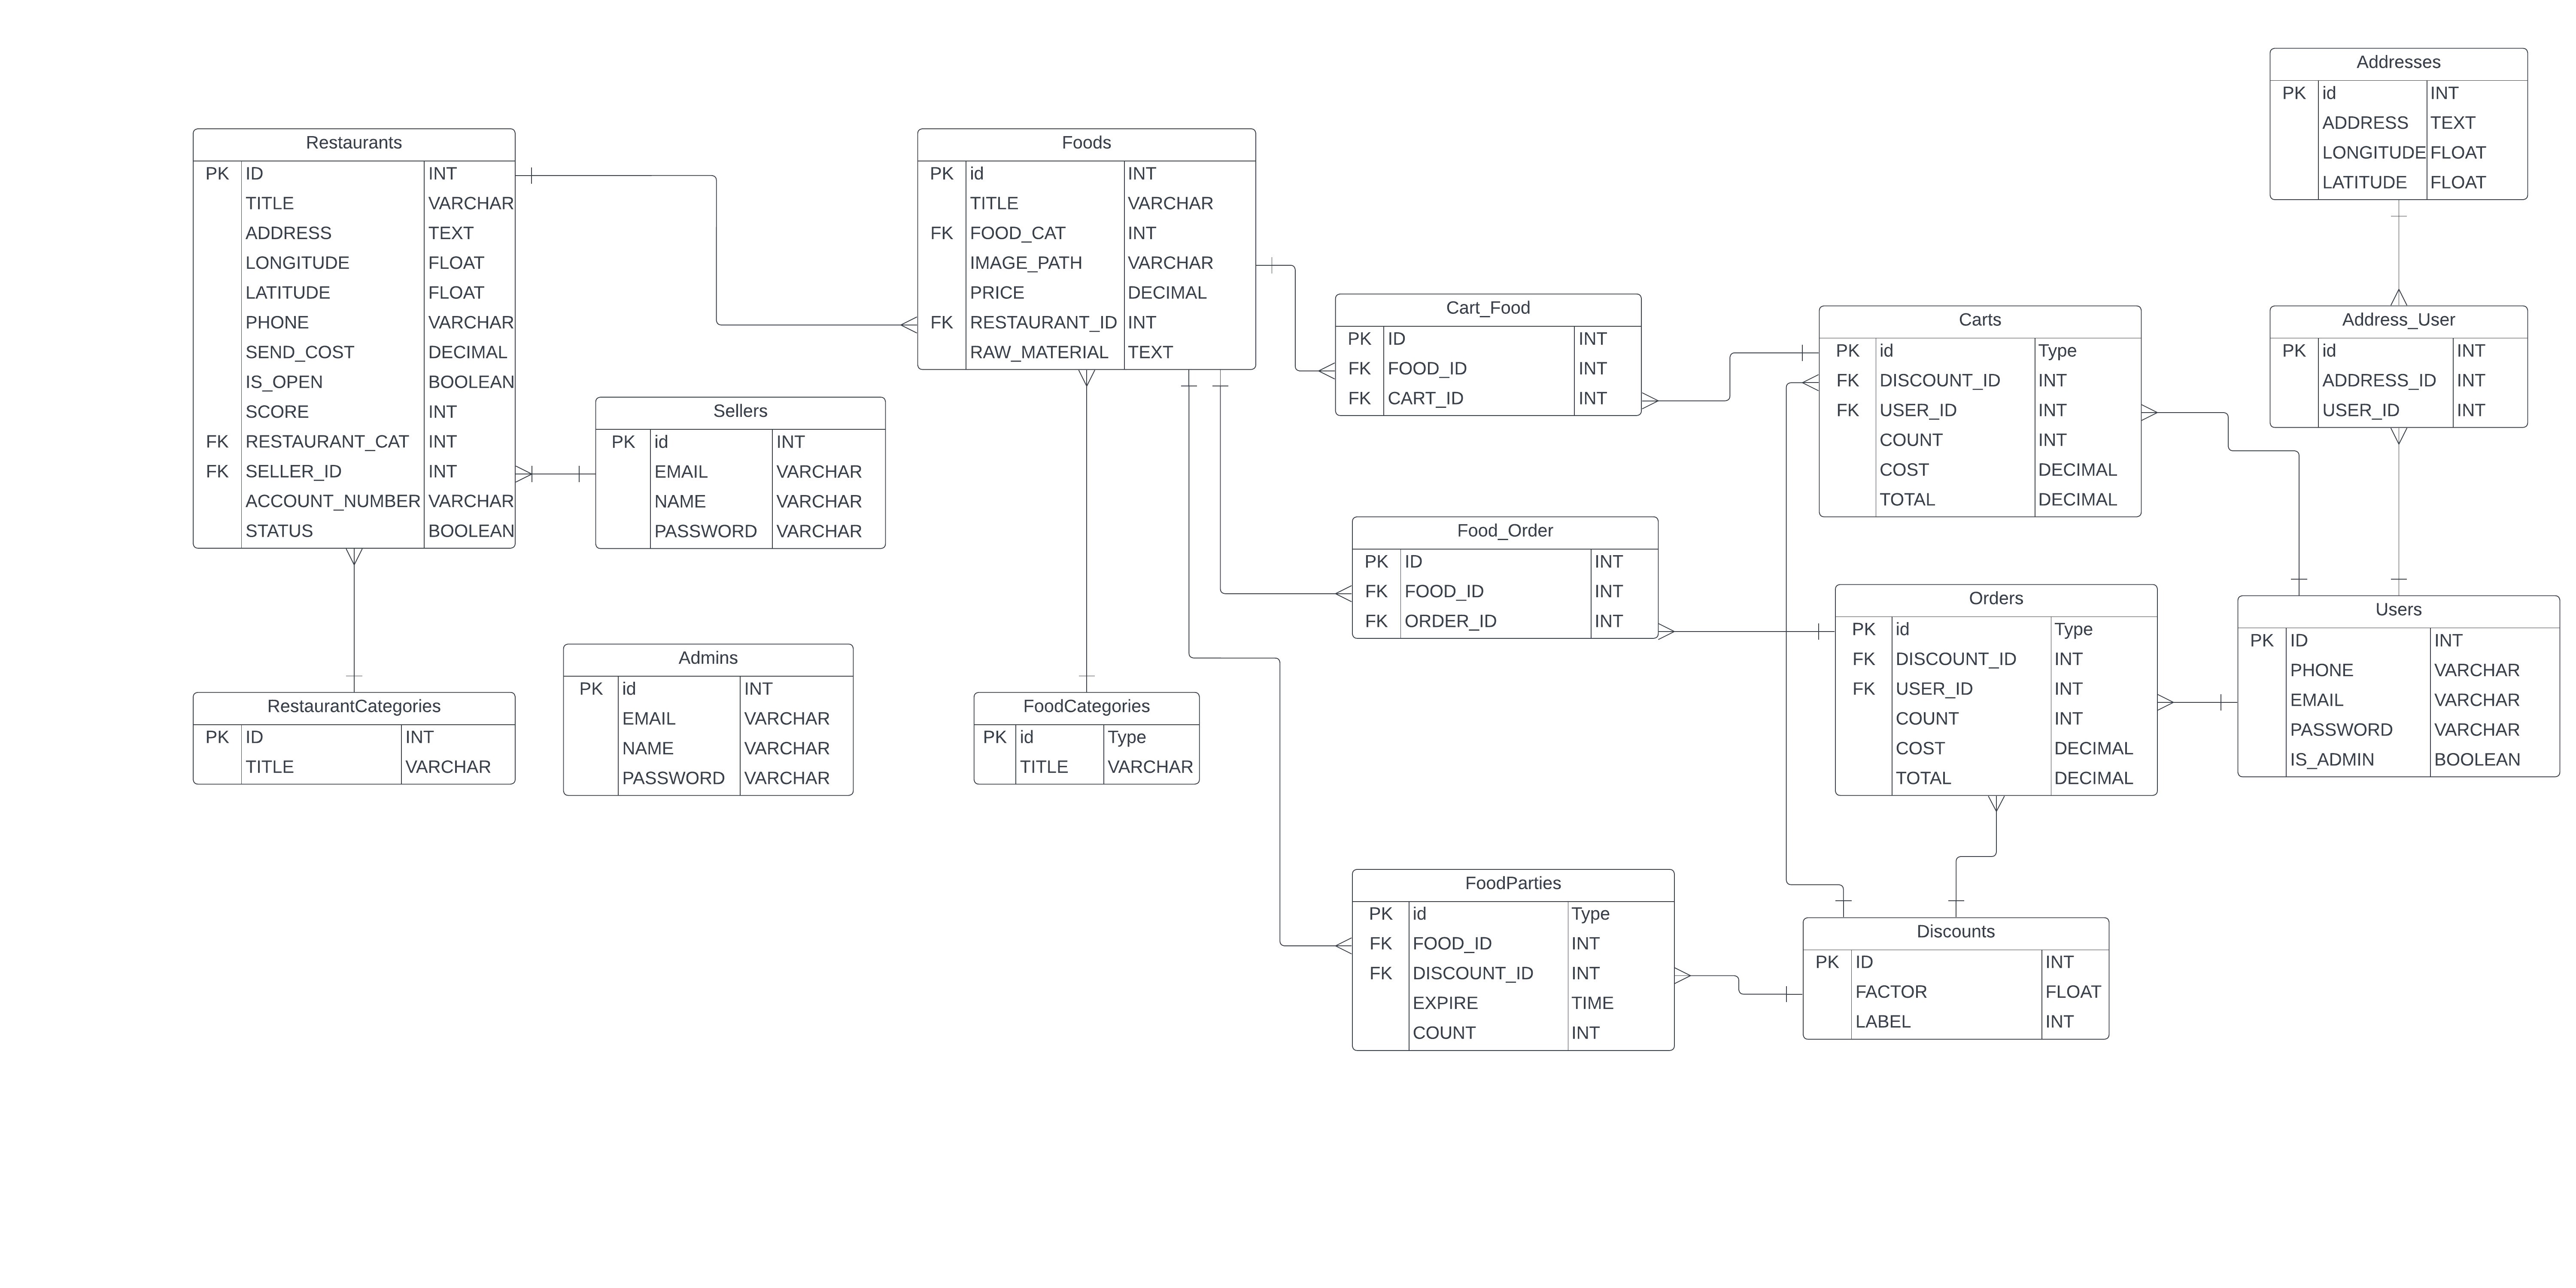 Addresses
PK id INT
ADDRESS TEXT
LONGITUDE FLOAT
LATITUDE FLOAT
Restaurants
PK ID INT
TITLE VARCHAR
ADDRESS TEXT
LONGITUDE FLOAT
LATITUDE FLOAT
PHONE VARCHAR
SEND_COST DECIMAL
IS_OPEN BOOLEAN
SCORE INT
FK RESTAURANT_CAT INT
FK SELLER_ID INT
ACCOUNT_NUMBER VARCHAR
STATUS BOOLEAN
Foods
PK id INT
TITLE VARCHAR
FK FOOD_CAT INT
IMAGE_PATH VARCHAR
PRICE DECIMAL
FK RESTAURANT_ID INT
RAW_MATERIAL TEXT
Cart_Food
PK ID INT
FK FOOD_ID INT
FK CART_ID INT
Carts
PK id Type
FK DISCOUNT_ID INT
FK USER_ID INT
COUNT INT
COST DECIMAL
TOTAL DECIMAL
Address_User
PK id INT
ADDRESS_ID INT
USER_ID INT
Sellers
PK id INT
EMAIL VARCHAR
NAME VARCHAR
PASSWORD VARCHAR
Food_Order
PK ID INT
FK FOOD_ID INT
FK ORDER_ID INT
Orders
PK id Type
FK DISCOUNT_ID INT
FK USER_ID INT
COUNT INT
COST DECIMAL
TOTAL DECIMAL
Users
PK ID INT
PHONE VARCHAR
EMAIL VARCHAR
PASSWORD VARCHAR
IS_ADMIN BOOLEAN
RestaurantCategories
PK ID INT
TITLE VARCHAR
Admins
PK id INT
EMAIL VARCHAR
NAME VARCHAR
PASSWORD VARCHAR
FoodCategories
PK id Type
TITLE VARCHAR
FoodParties
PK id Type
FK FOOD_ID INT
FK DISCOUNT_ID INT
EXPIRE TIME
COUNT INT
Discounts
PK ID INT
FACTOR FLOAT
LABEL INT